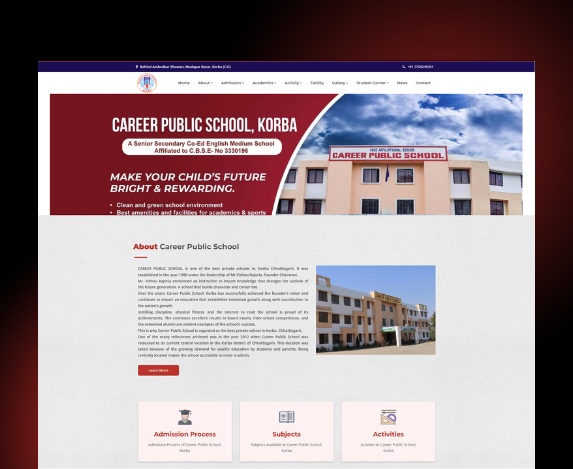 Behind Ambedkar Bhawan, Mudapar Bazar, Korba (C.G)
Home About Admission Academics Activity Facility Gallery Student Corner News Contact
CAREER PUBLIC SCHOOL, KORBA
A Senior Secondary Co-Ed English Medium School
Affiliated to C.B.S.E- No 3330196
MAKE YOUR CHILD'S FUTURE
BRIGHT & REWARDING.
• Clean and green school environment
• Best amenities and facilities for academics & sports
CAREER PUBLIC SCHOOL
About Career Public School
CAREER PUBLIC SCHOOL is one of the best private schools in, Korba Chhattisgarh. It was
established in the year 1988 under the leadership of Mr Vishnu Bajoria, Founder Chairman.
Mr. Vishnu Bajoria envisioned an institution to impart knowledge that changes the outlook of
the future generation. A school that builds character and career too.
Over the years Career Public School, Korba has successfully achieved the founder's vision and
continues to impart an education that establishes individual growth along with contribution to
the nation's growth.
Instilling discipline, physical fitness, and the interest to read the school is proud of its
achievements. The continues excellent results in board exams, inter-school competitions, and
the esteemed alumni are evident examples of the school's success.
This is why Career Public School is regarded as the best private school in Korba, Chhattisgarh.
One of the many milestones achieved was in the year 2012 when Career Public School was
relocated to its current central location in the Korba district of Chhattisgarh. This decision was
taken because of the growing demand for quality education by students and parents. Being
centrally located makes the school accessible to more students.
Learn More
Admission Process
Admission Process of Career Public School,
Korba
Subjects
Subjects Available at Career Public School
Korba
Activities
Activities at Career Public School,
Korba